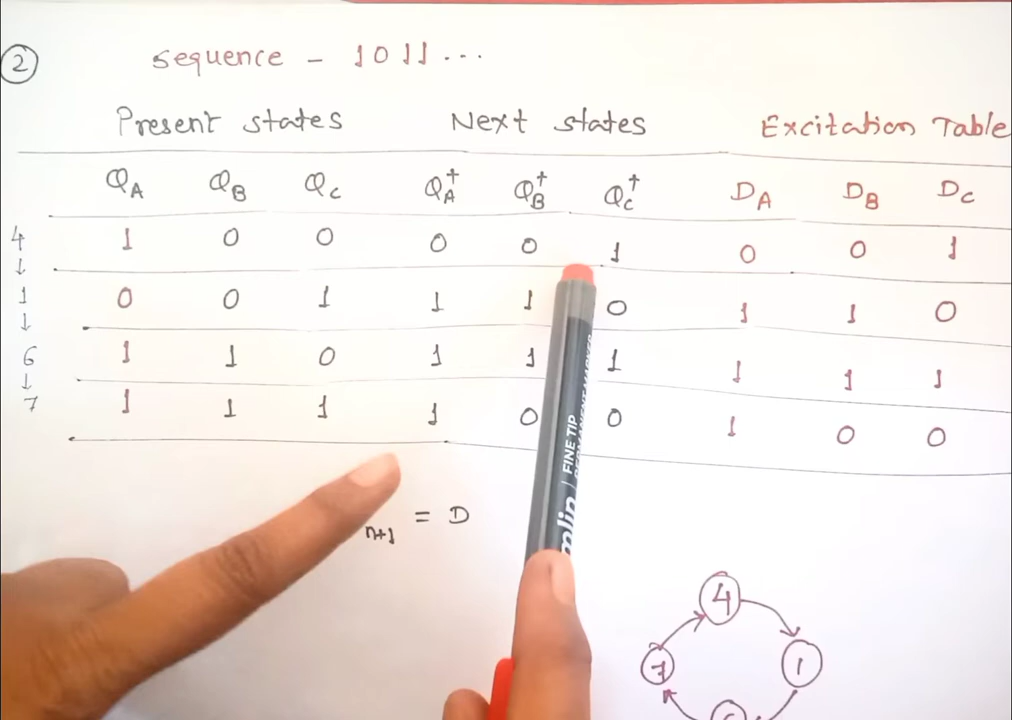 2 sequence - 1011...
Present states Next states Excitation Table
QA QB QC QA+ QB+ QC+ DA DB DC
4 1 0 0 0 0 1 0 0 1
↓
1 0 0 1 1 1 0 1 1 0
↓
6 1 1 0 1 1 1 1 1 1
↓
7 1 1 1 1 0 0 1 0 0
n+1 = D
FINE TIP
4
7 1